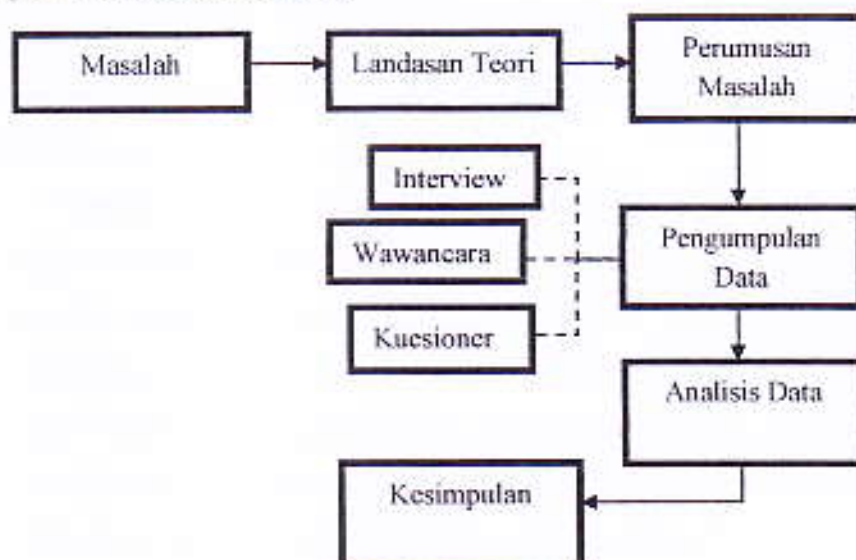 Masalah
Landasan Teori
Perumusan
Masalah
Interview
Wawancara
Kuesioner
Pengumpulan
Data
Analisis Data
Kesimpulan